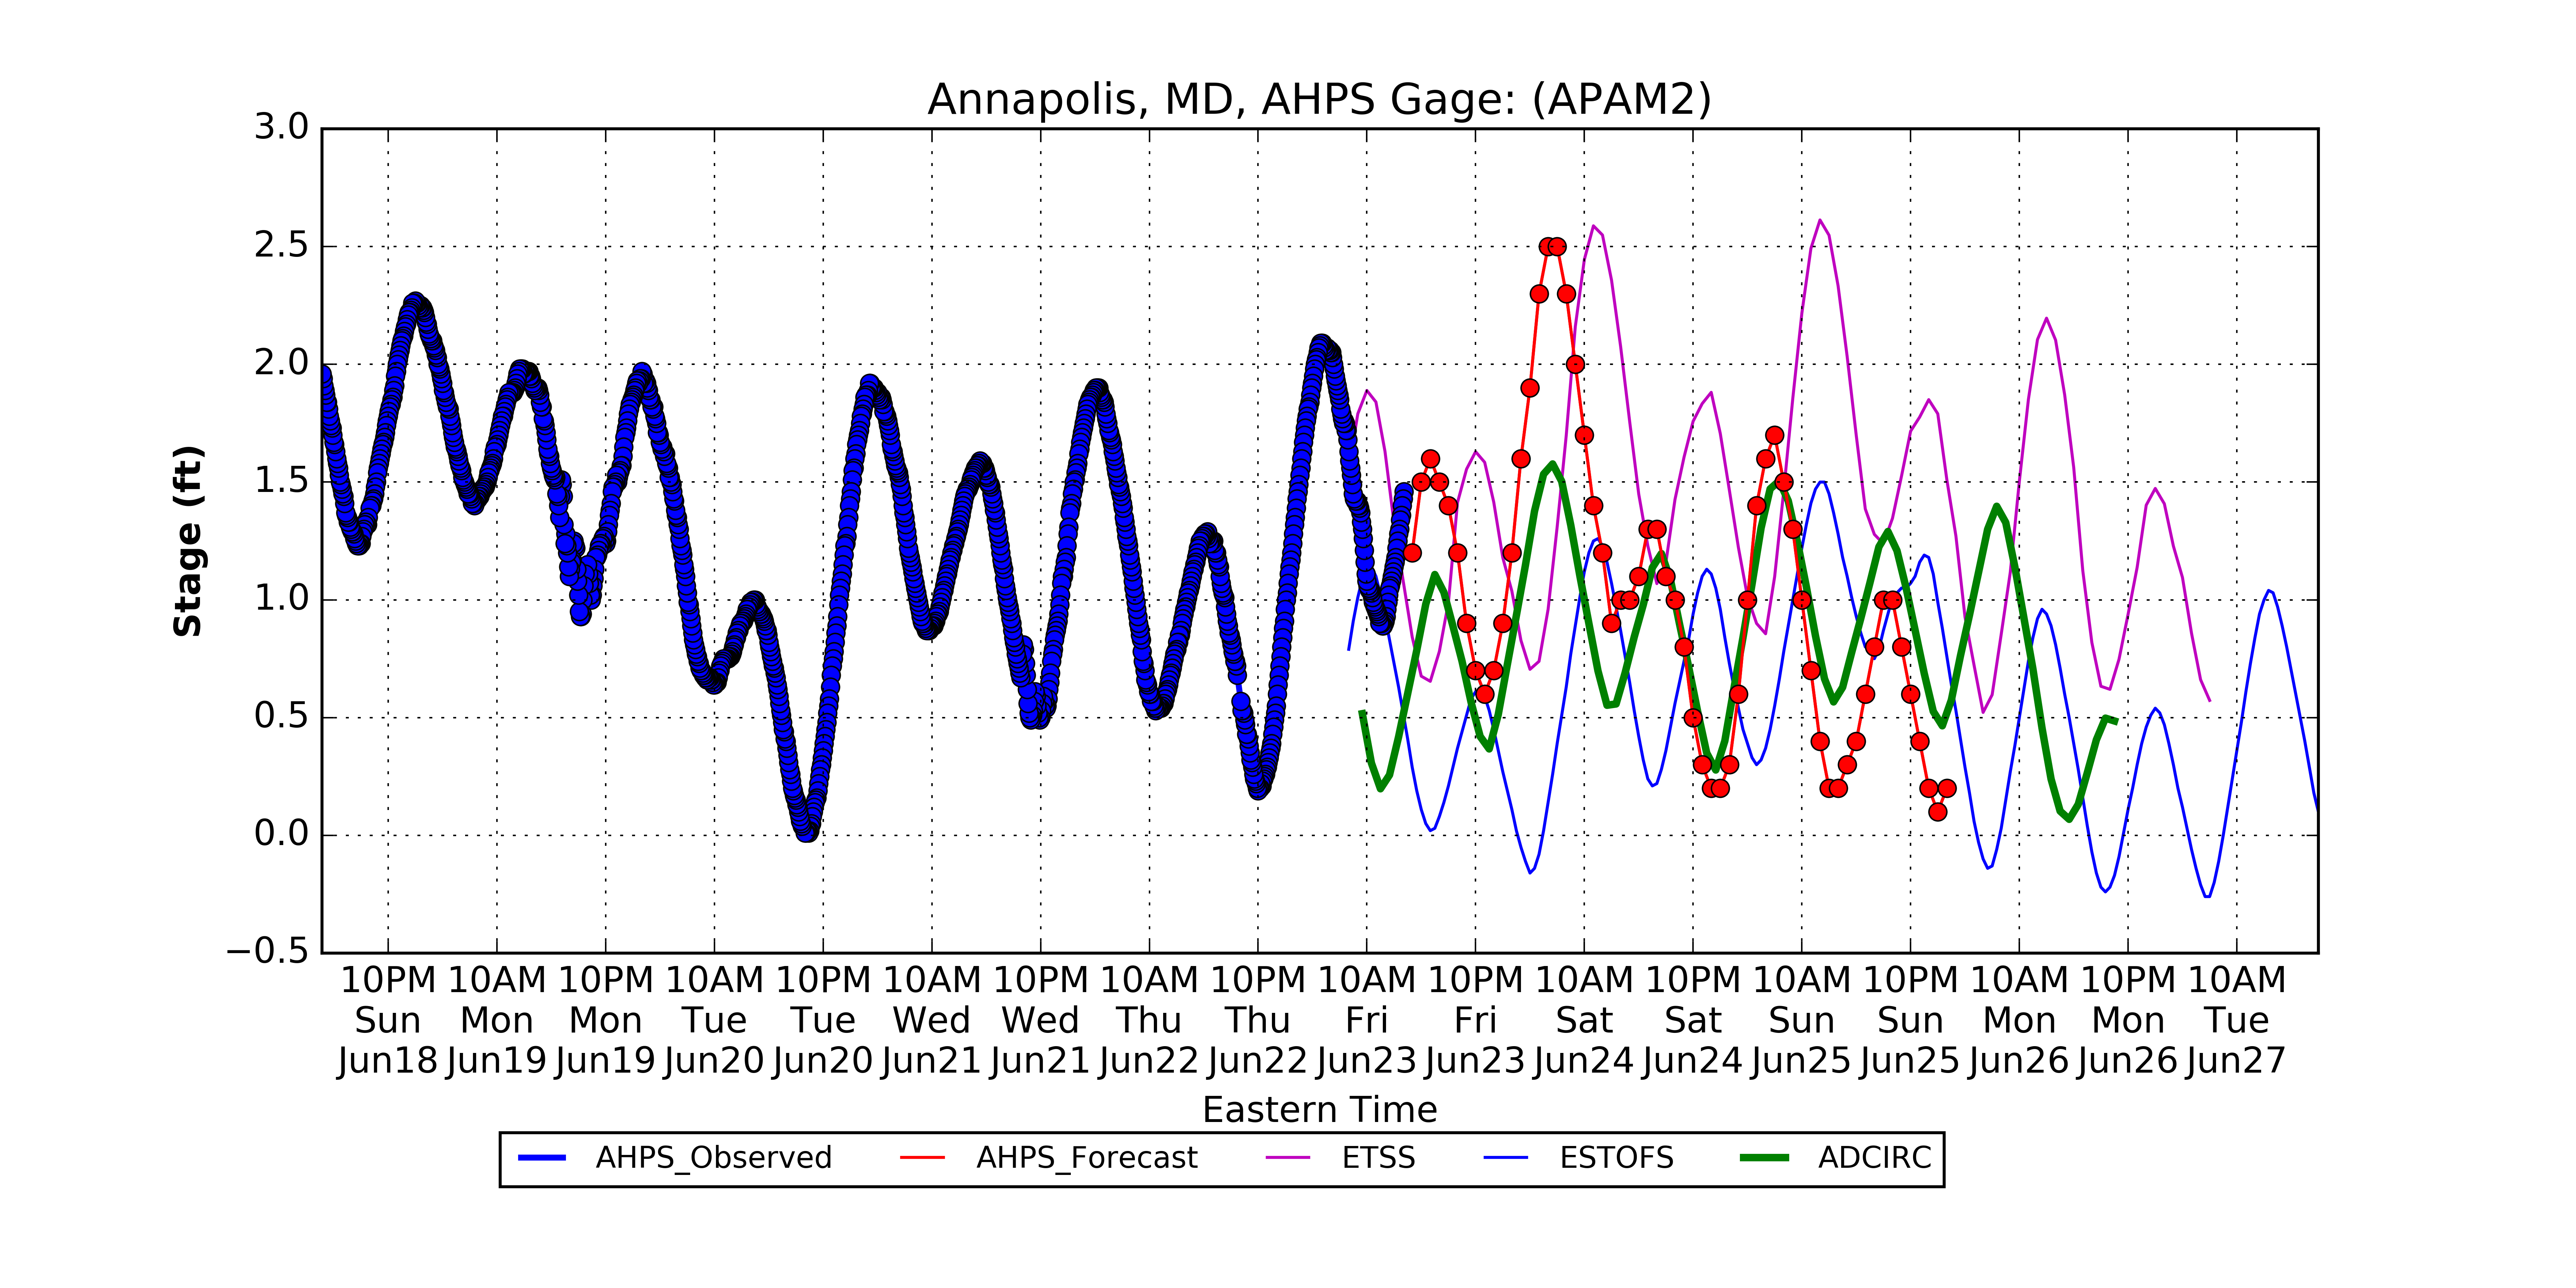 Annapolis, MD, AHPS Gage: (APAM2)
3.0
2.5
2.0
1.5
1.0
0.5
0.0
−0.5
Stage (ft)
10PM 10AM 10PM 10AM 10PM 10AM 10PM 10AM 10PM 10AM 10PM 10AM 10PM 10AM 10PM 10AM 10PM 10AM
Sun Mon Mon Tue Tue Wed Wed Thu Thu Fri Fri Sat Sat Sun Sun Mon Mon Tue
Jun18 Jun19 Jun19 Jun20 Jun20 Jun21 Jun21 Jun22 Jun22 Jun23 Jun23 Jun24 Jun24 Jun25 Jun25 Jun26 Jun26 Jun27
Eastern Time
AHPS_Observed AHPS_Forecast ETSS ESTOFS ADCIRC